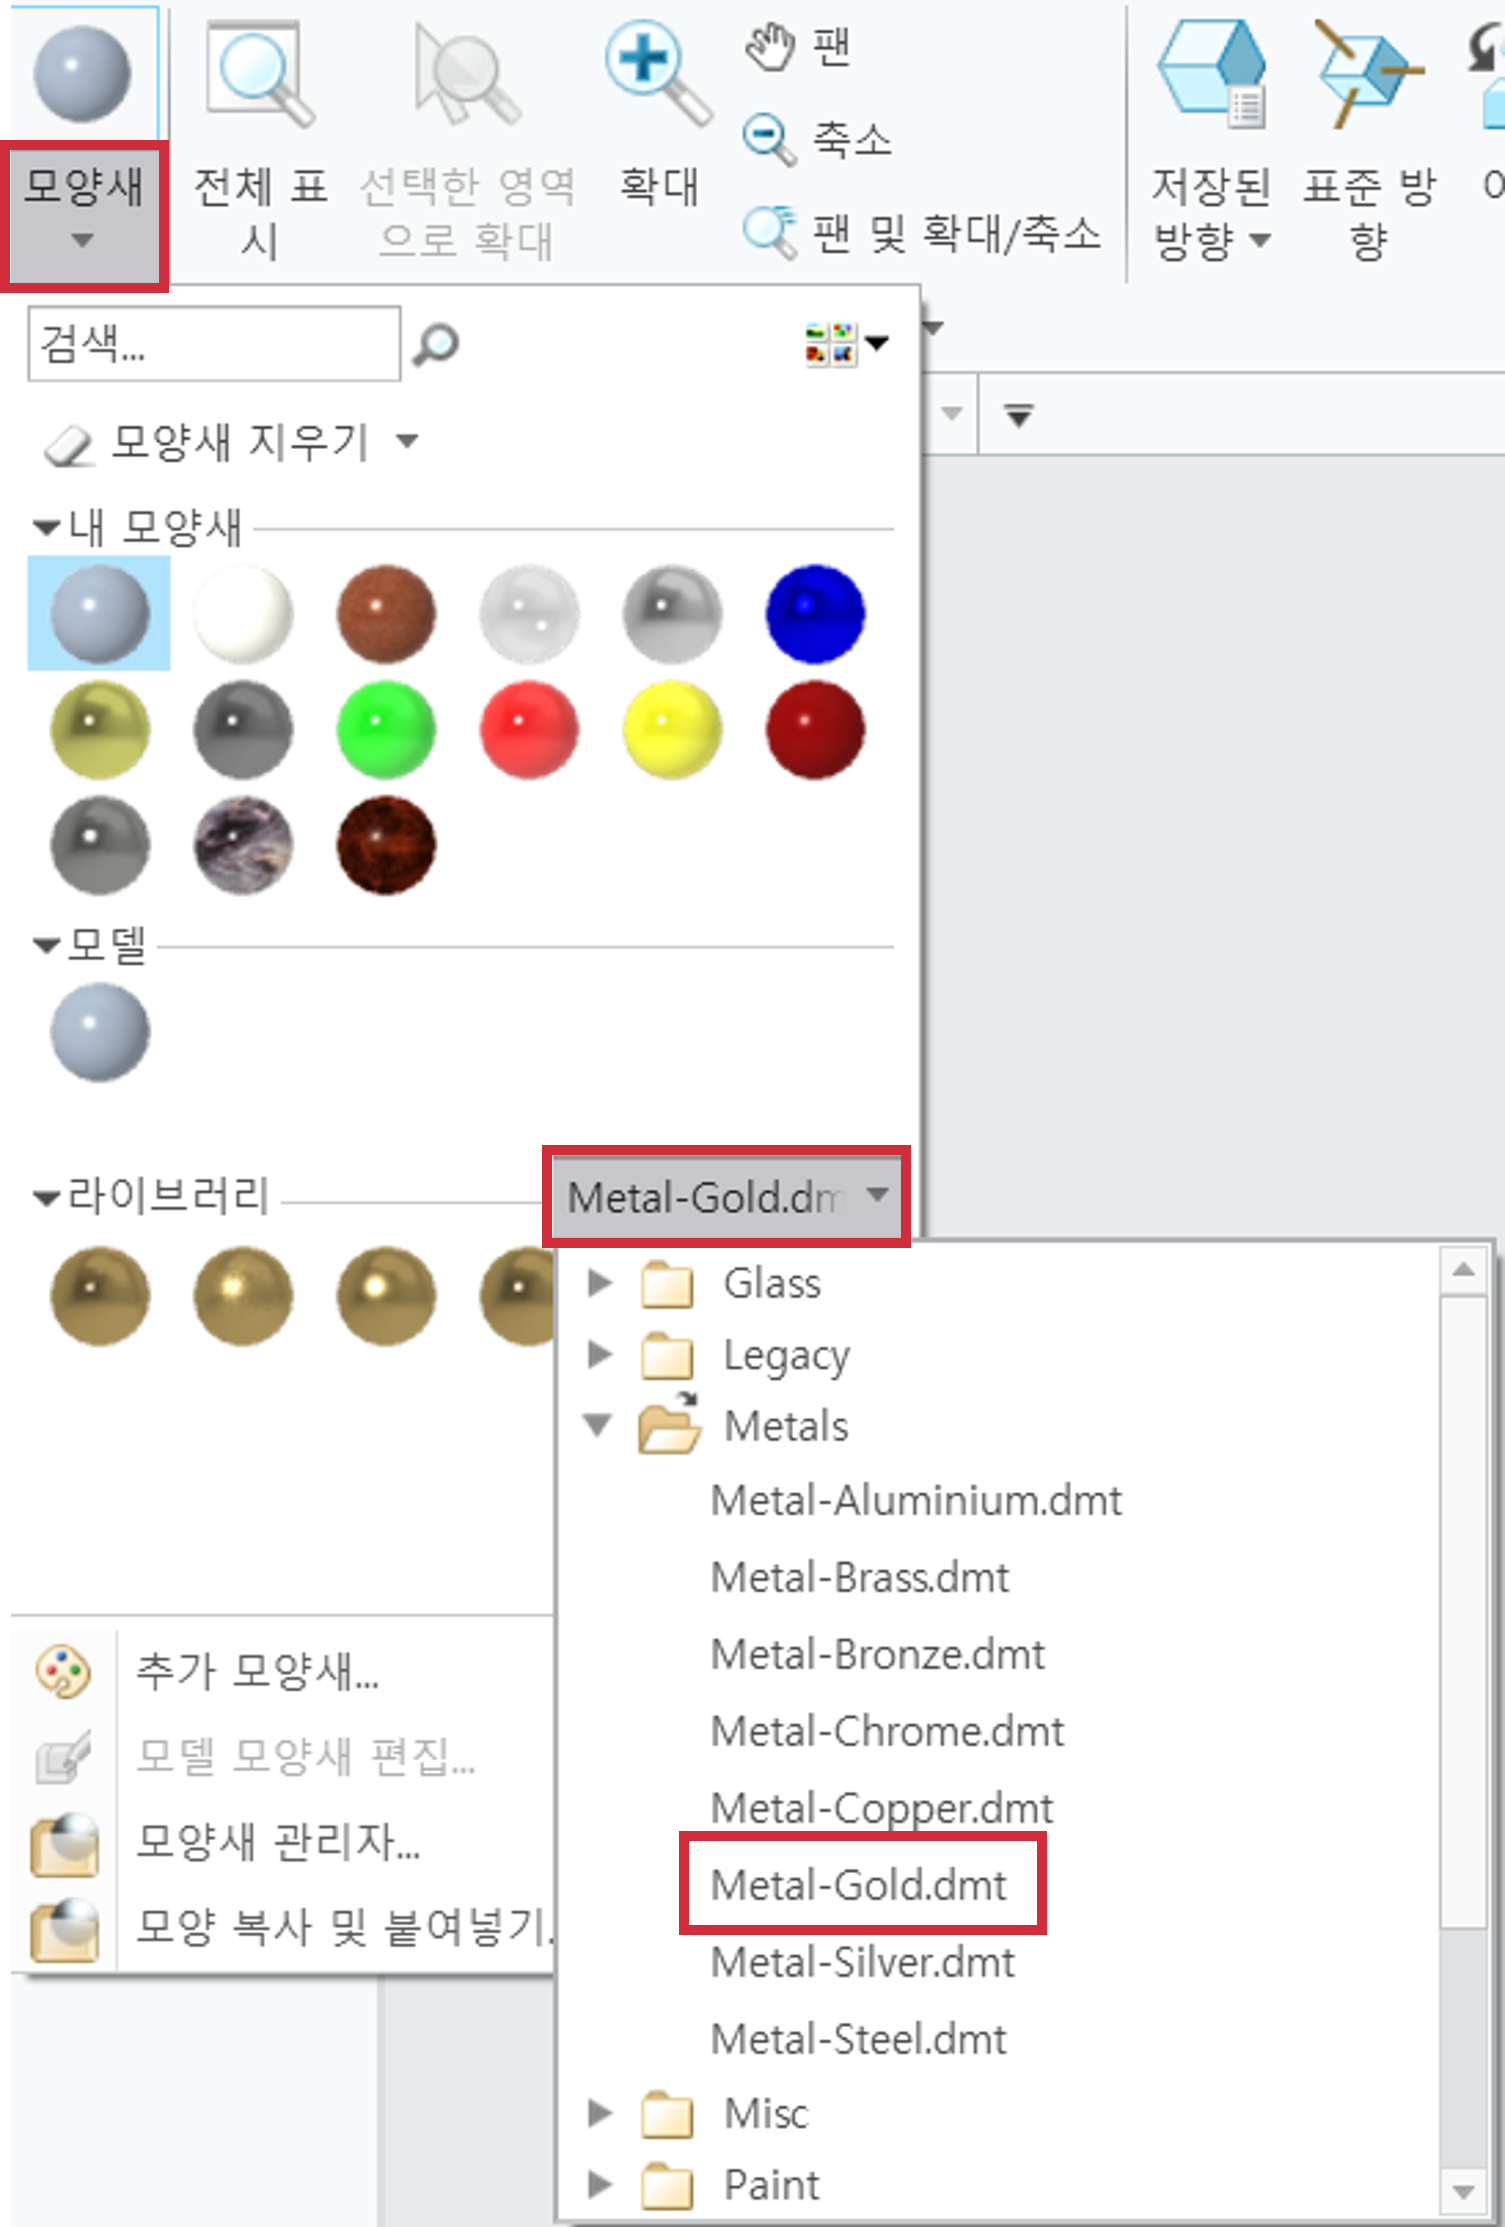 모양새
전체 표
시
선택한 영역
으로 확대
확대
팬
축소
팬 및 확대/축소
저장된
방향
표준 방
향
검색...
모양새 지우기
내 모양새
모델
라이브러리
Metal-Gold.dm
Glass
Legacy
Metals
Metal-Aluminium.dmt
Metal-Brass.dmt
Metal-Bronze.dmt
Metal-Chrome.dmt
Metal-Copper.dmt
Metal-Gold.dmt
Metal-Silver.dmt
Metal-Steel.dmt
Misc
Paint
추가 모양새...
모델 모양새 편집...
모양새 관리자...
모양 복사 및 붙여넣기.